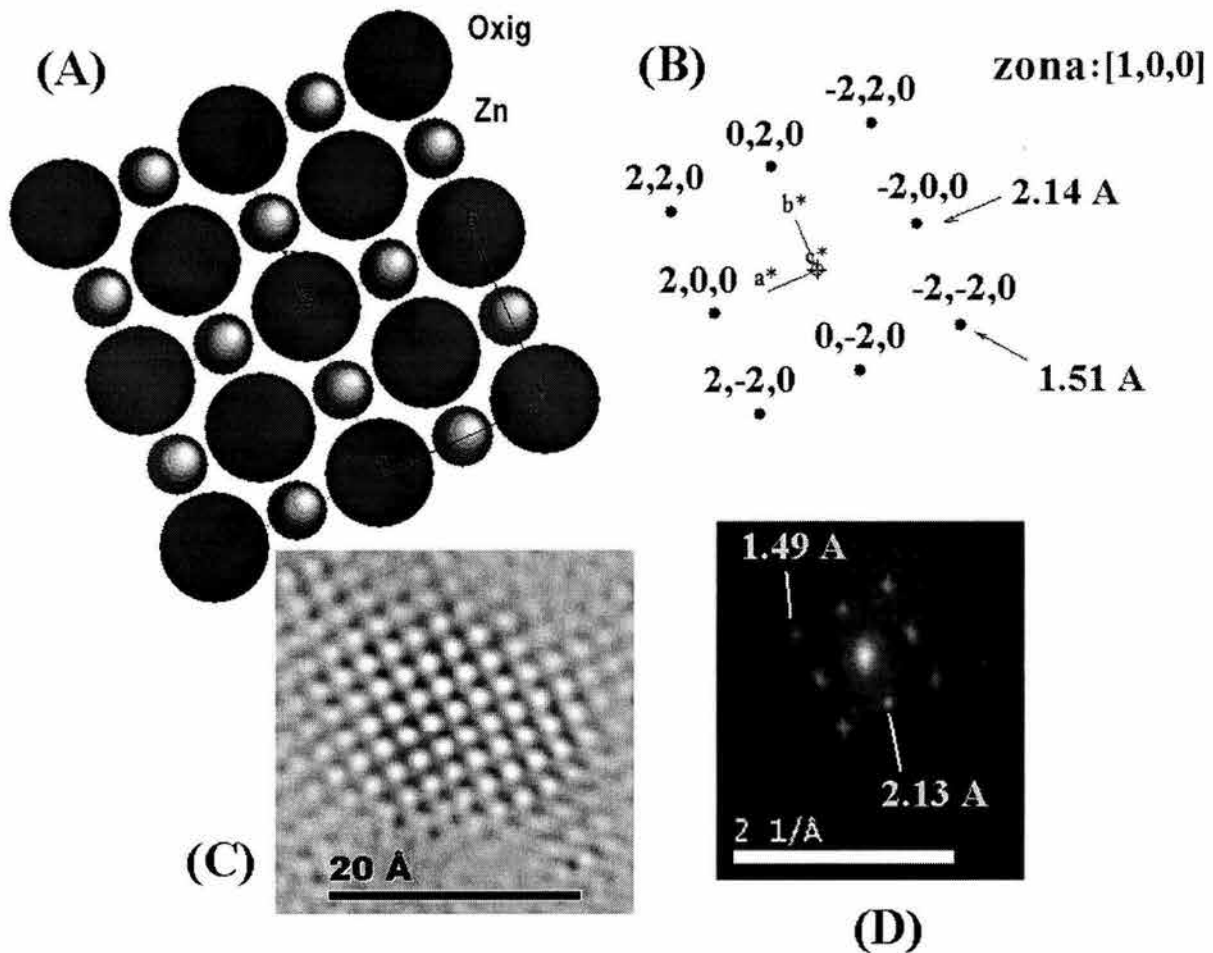 (A)
Oxig
Zn
(B)
zona:[1,0,0]
-2,2,0
0,2,0
2,2,0
-2,0,0
2.14 A
b*
c*
a*
2,0,0
-2,-2,0
0,-2,0
2,-2,0
1.51 A
1.49 A
2.13 A
2 1/Å
20 Å
(C)
(D)